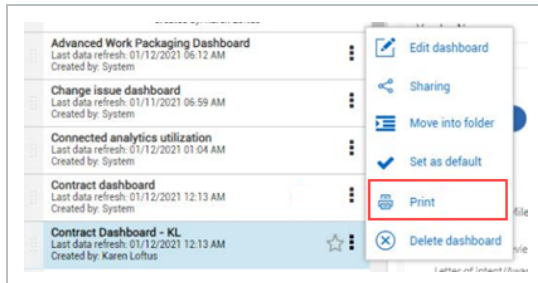 Advanced Work Packaging Dashboard
Last data refresh: 01/12/2021 06:12 AM
Created by: System
Change issue dashboard
Last data refresh: 01/11/2021 06:59 AM
Created by: System
Connected analytics utilization
Last data refresh: 01/12/2021 01:04 AM
Created by: System
Contract dashboard
Last data refresh: 01/12/2021 12:13 AM
Created by: System
Contract Dashboard - KL
Last data refresh: 01/12/2021 12:13 AM
Created by: Karen Loftus
Edit dashboard
Sharing
Move into folder
Set as default
Print
Delete dashboard